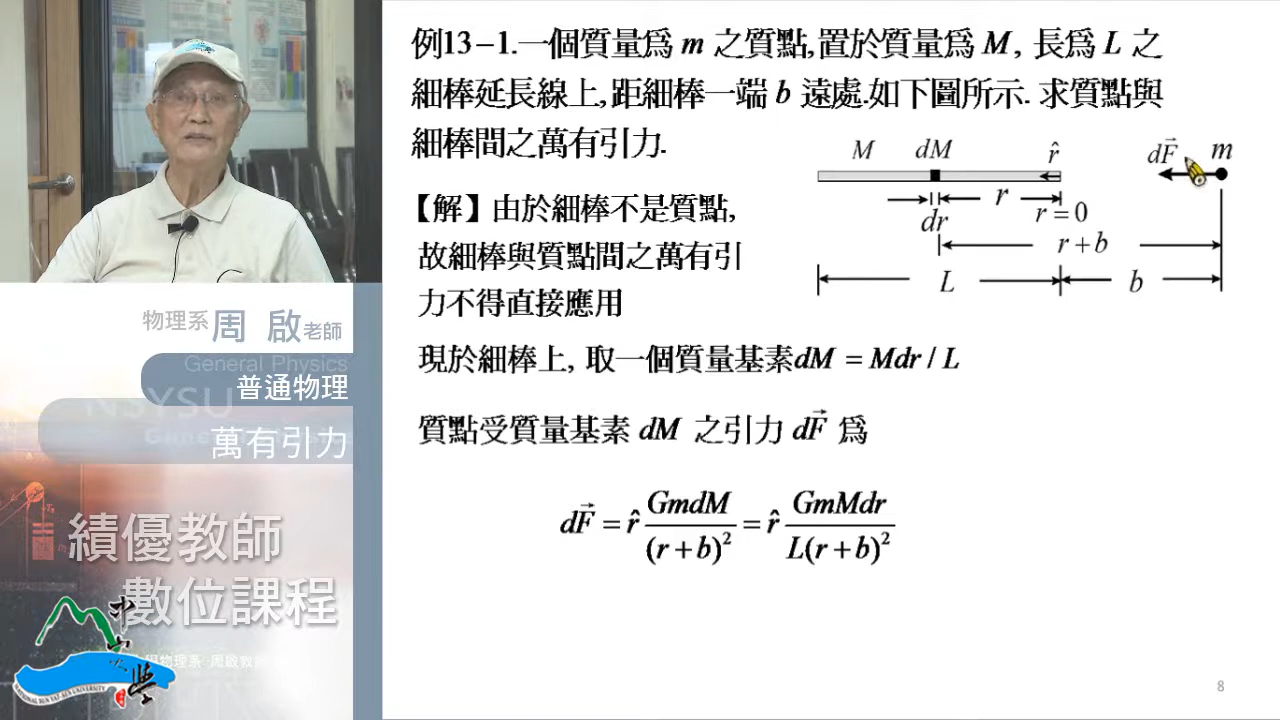 例13－1.一個質量為 m 之質點,置於質量為 M, 長為 L 之
細棒延長線上,距細棒一端 b 遠處.如下圖所示. 求質點與
細棒間之萬有引力.
M dM r̂ dF⃗ m
r
dr r = 0
r + b
L b
【解】由於細棒不是質點,
故細棒與質點間之萬有引
力不得直接應用
現於細棒上, 取一個質量基素dM = Mdr / L
質點受質量基素 dM 之引力 dF⃗ 為
dF⃗ = r̂ GmdM/(r + b)² = r̂ GmMdr/L(r + b)²
物理系周 啟老師
General Physics
普通物理
NSYSU
萬有引力
績優教師
數位課程
NATIONAL SUN YAT-SEN UNIVERSITY
8